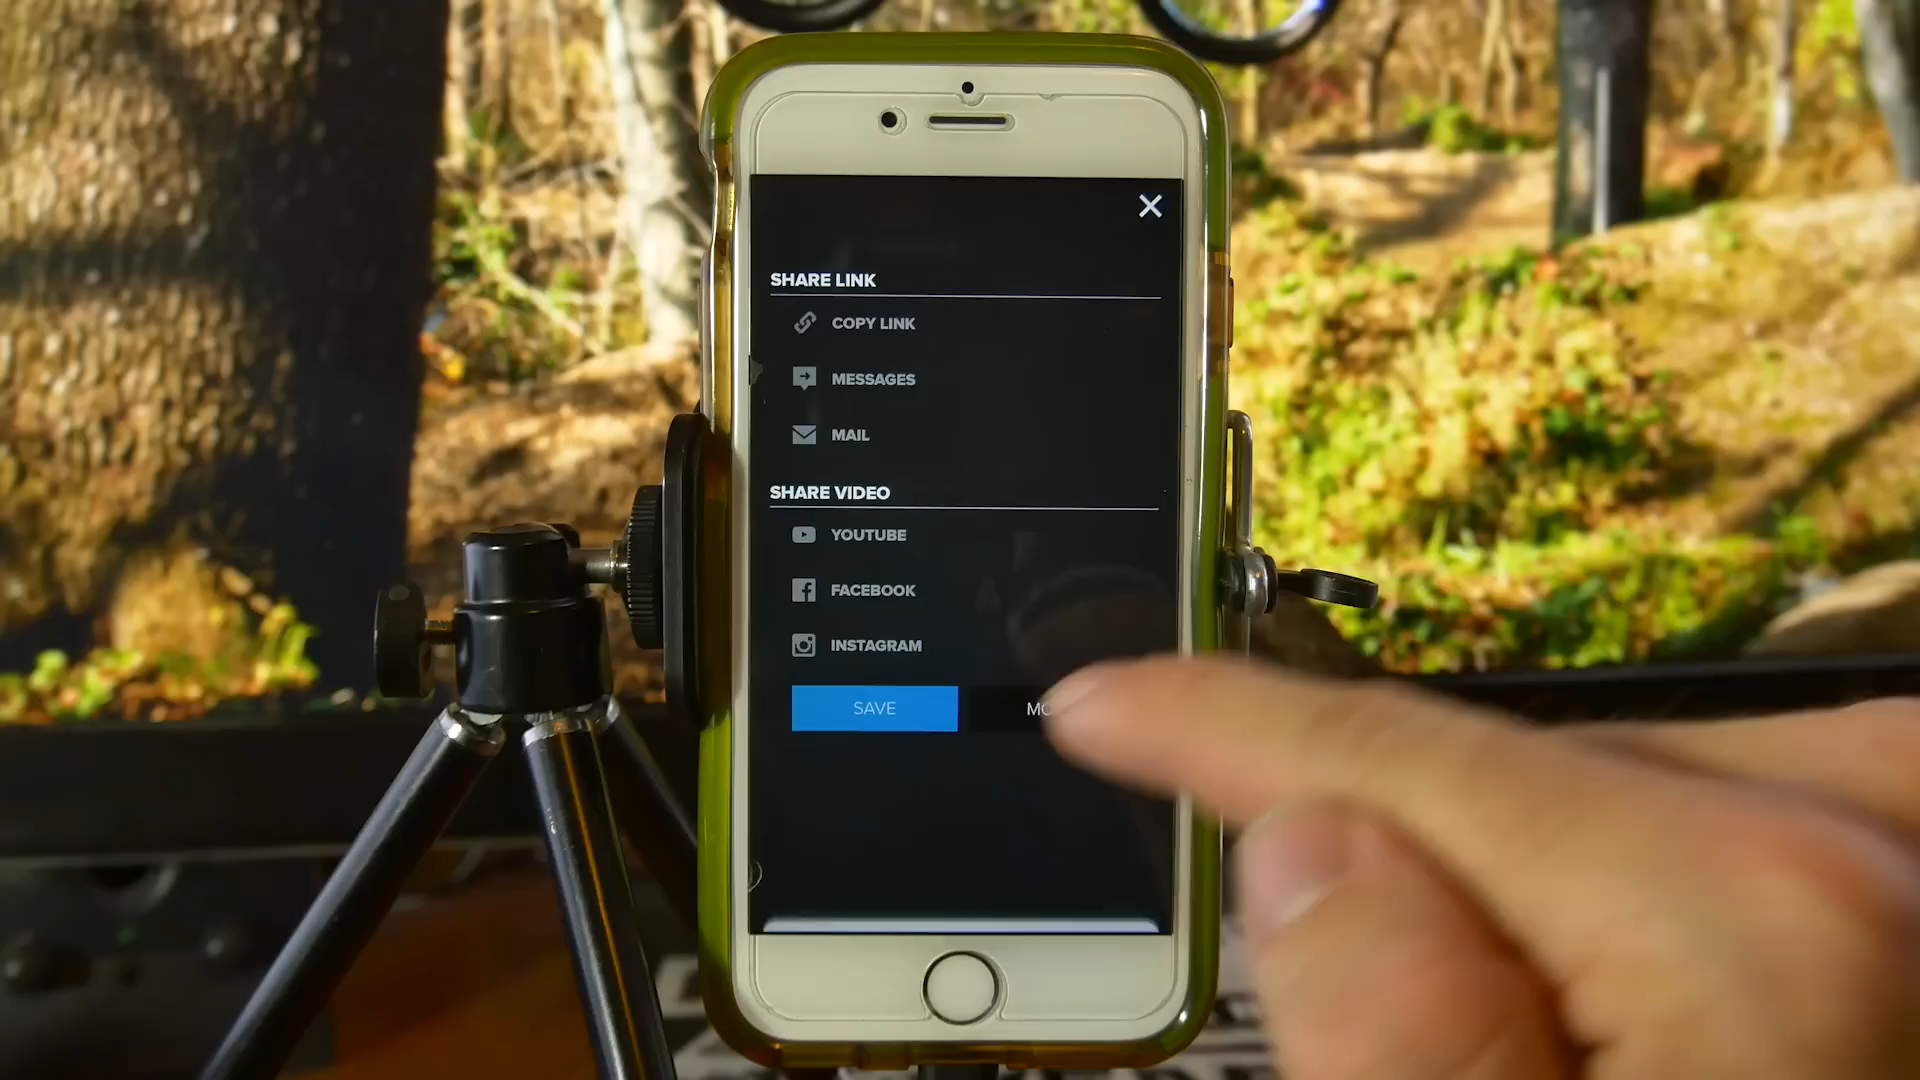 SHARE LINK
COPY LINK
MESSAGES
MAIL
SHARE VIDEO
YOUTUBE
FACEBOOK
INSTAGRAM
SAVE